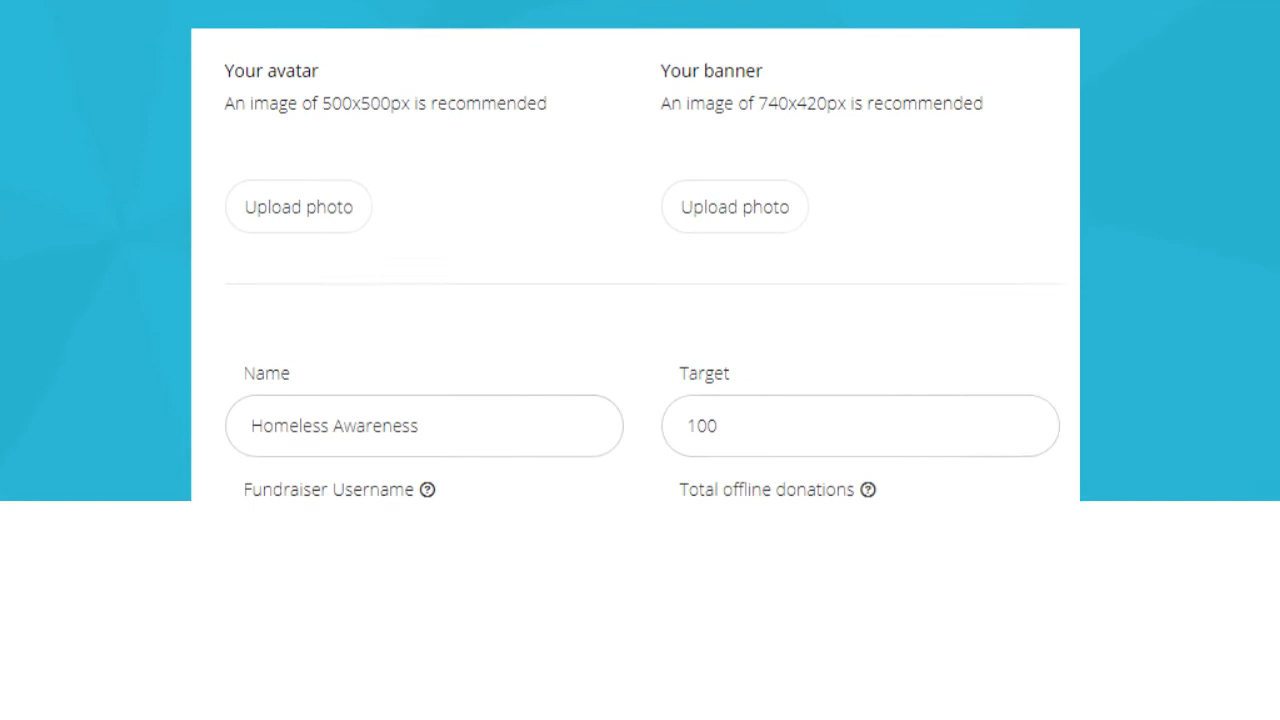 Your avatar
An image of 500x500px is recommended
Your banner
An image of 740x420px is recommended
Upload photo
Upload photo
Name
Homeless Awareness
Target
100
Fundraiser Username
Total offline donations